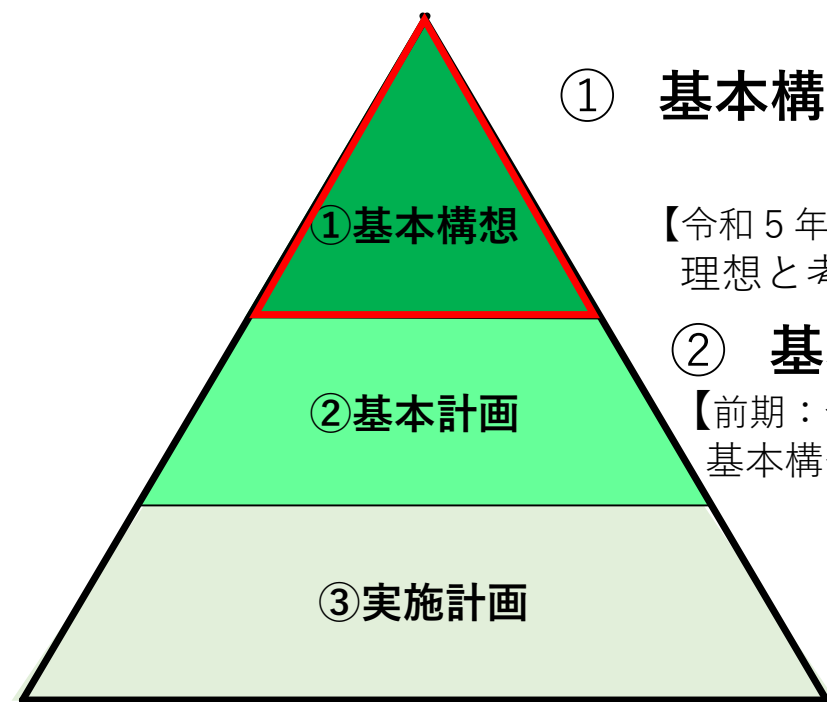 ① 基本構
①基本構想
【令和５年
理想と
② 基
②基本計画
【前期：
基本構
③実施計画